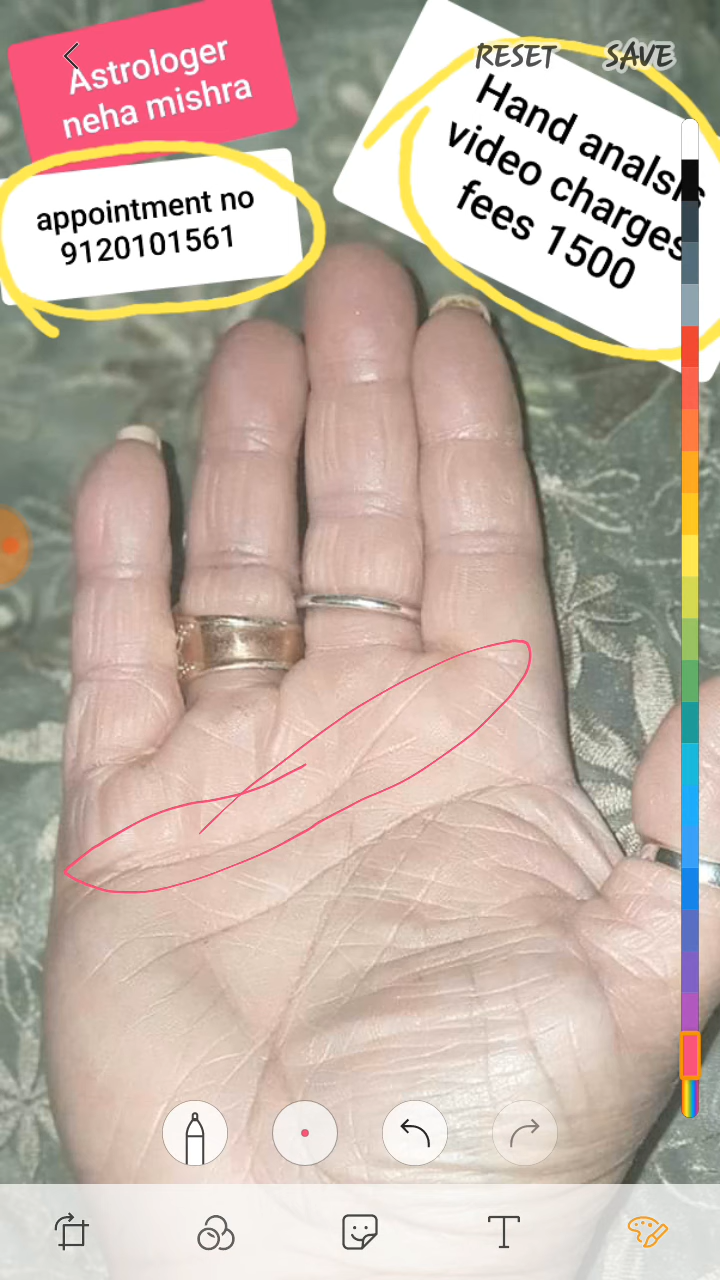 RESET SAVE
Astrologer
neha mishra
appointment no
9120101561
Hand analsis
video charges
fees 1500
T